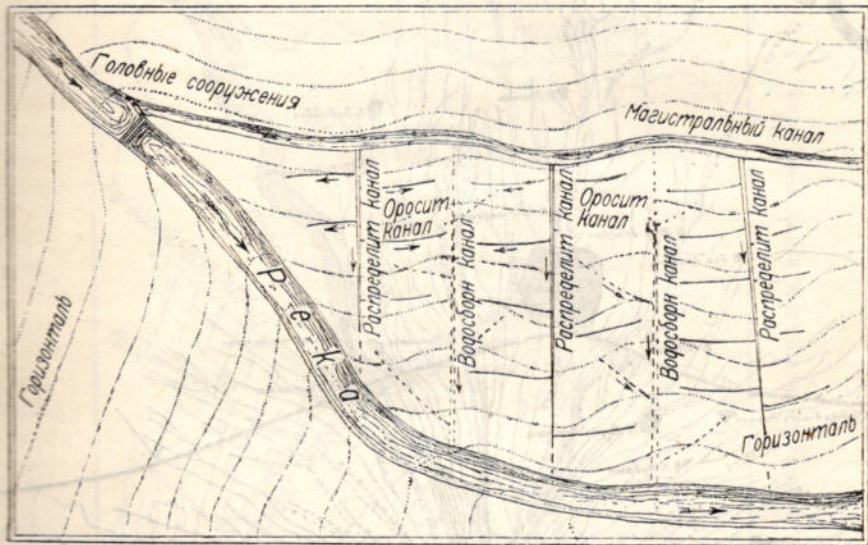 Головные сооружения
Магистральный канал
Распределит канал
Оросит
канал
Водосборн канал
Распределит канал
Оросит
канал
Водосборн канал
Распределит канал
Река
Горизонталь
Горизонталь